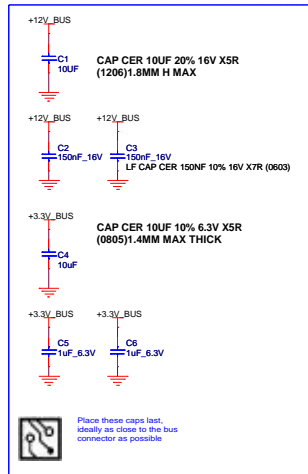 +12V_BUS
C1
10UF
CAP CER 10UF 20% 16V X5R
(1206)1.8MM H MAX
+12V_BUS
+12V_BUS
C2
150nF_16V
C3
150nF_16V
LF CAP CER 150NF 10% 16V X7R (0603)
+3.3V_BUS
C4
10uF
CAP CER 10UF 10% 6.3V X5R
(0805)1.4MM MAX THICK
+3.3V_BUS
+3.3V_BUS
C5
1uF_6.3V
C6
1uF_6.3V
Place these caps last,
ideally as close to the bus
connector as possible